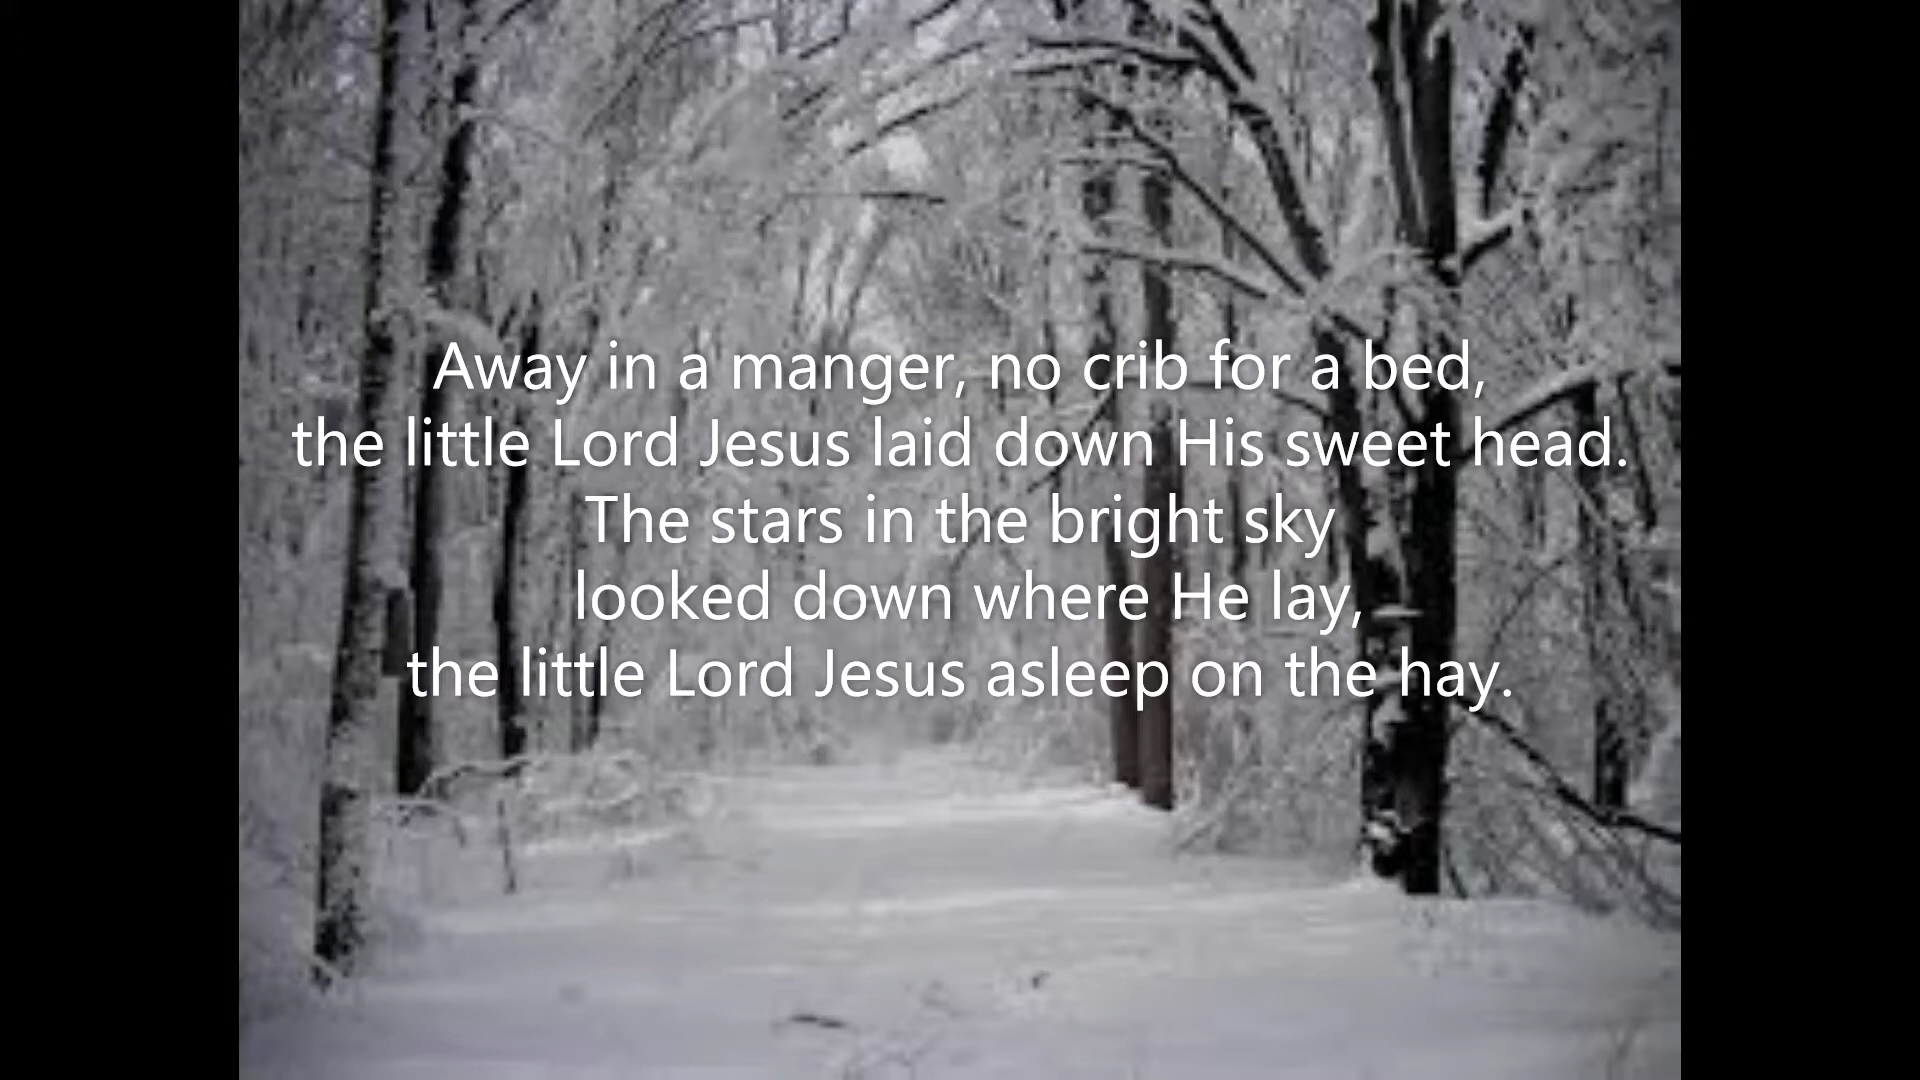 Away in a manger, no crib for a bed,
the little Lord Jesus laid down His sweet head.
The stars in the bright sky
looked down where He lay,
the little Lord Jesus asleep on the hay.